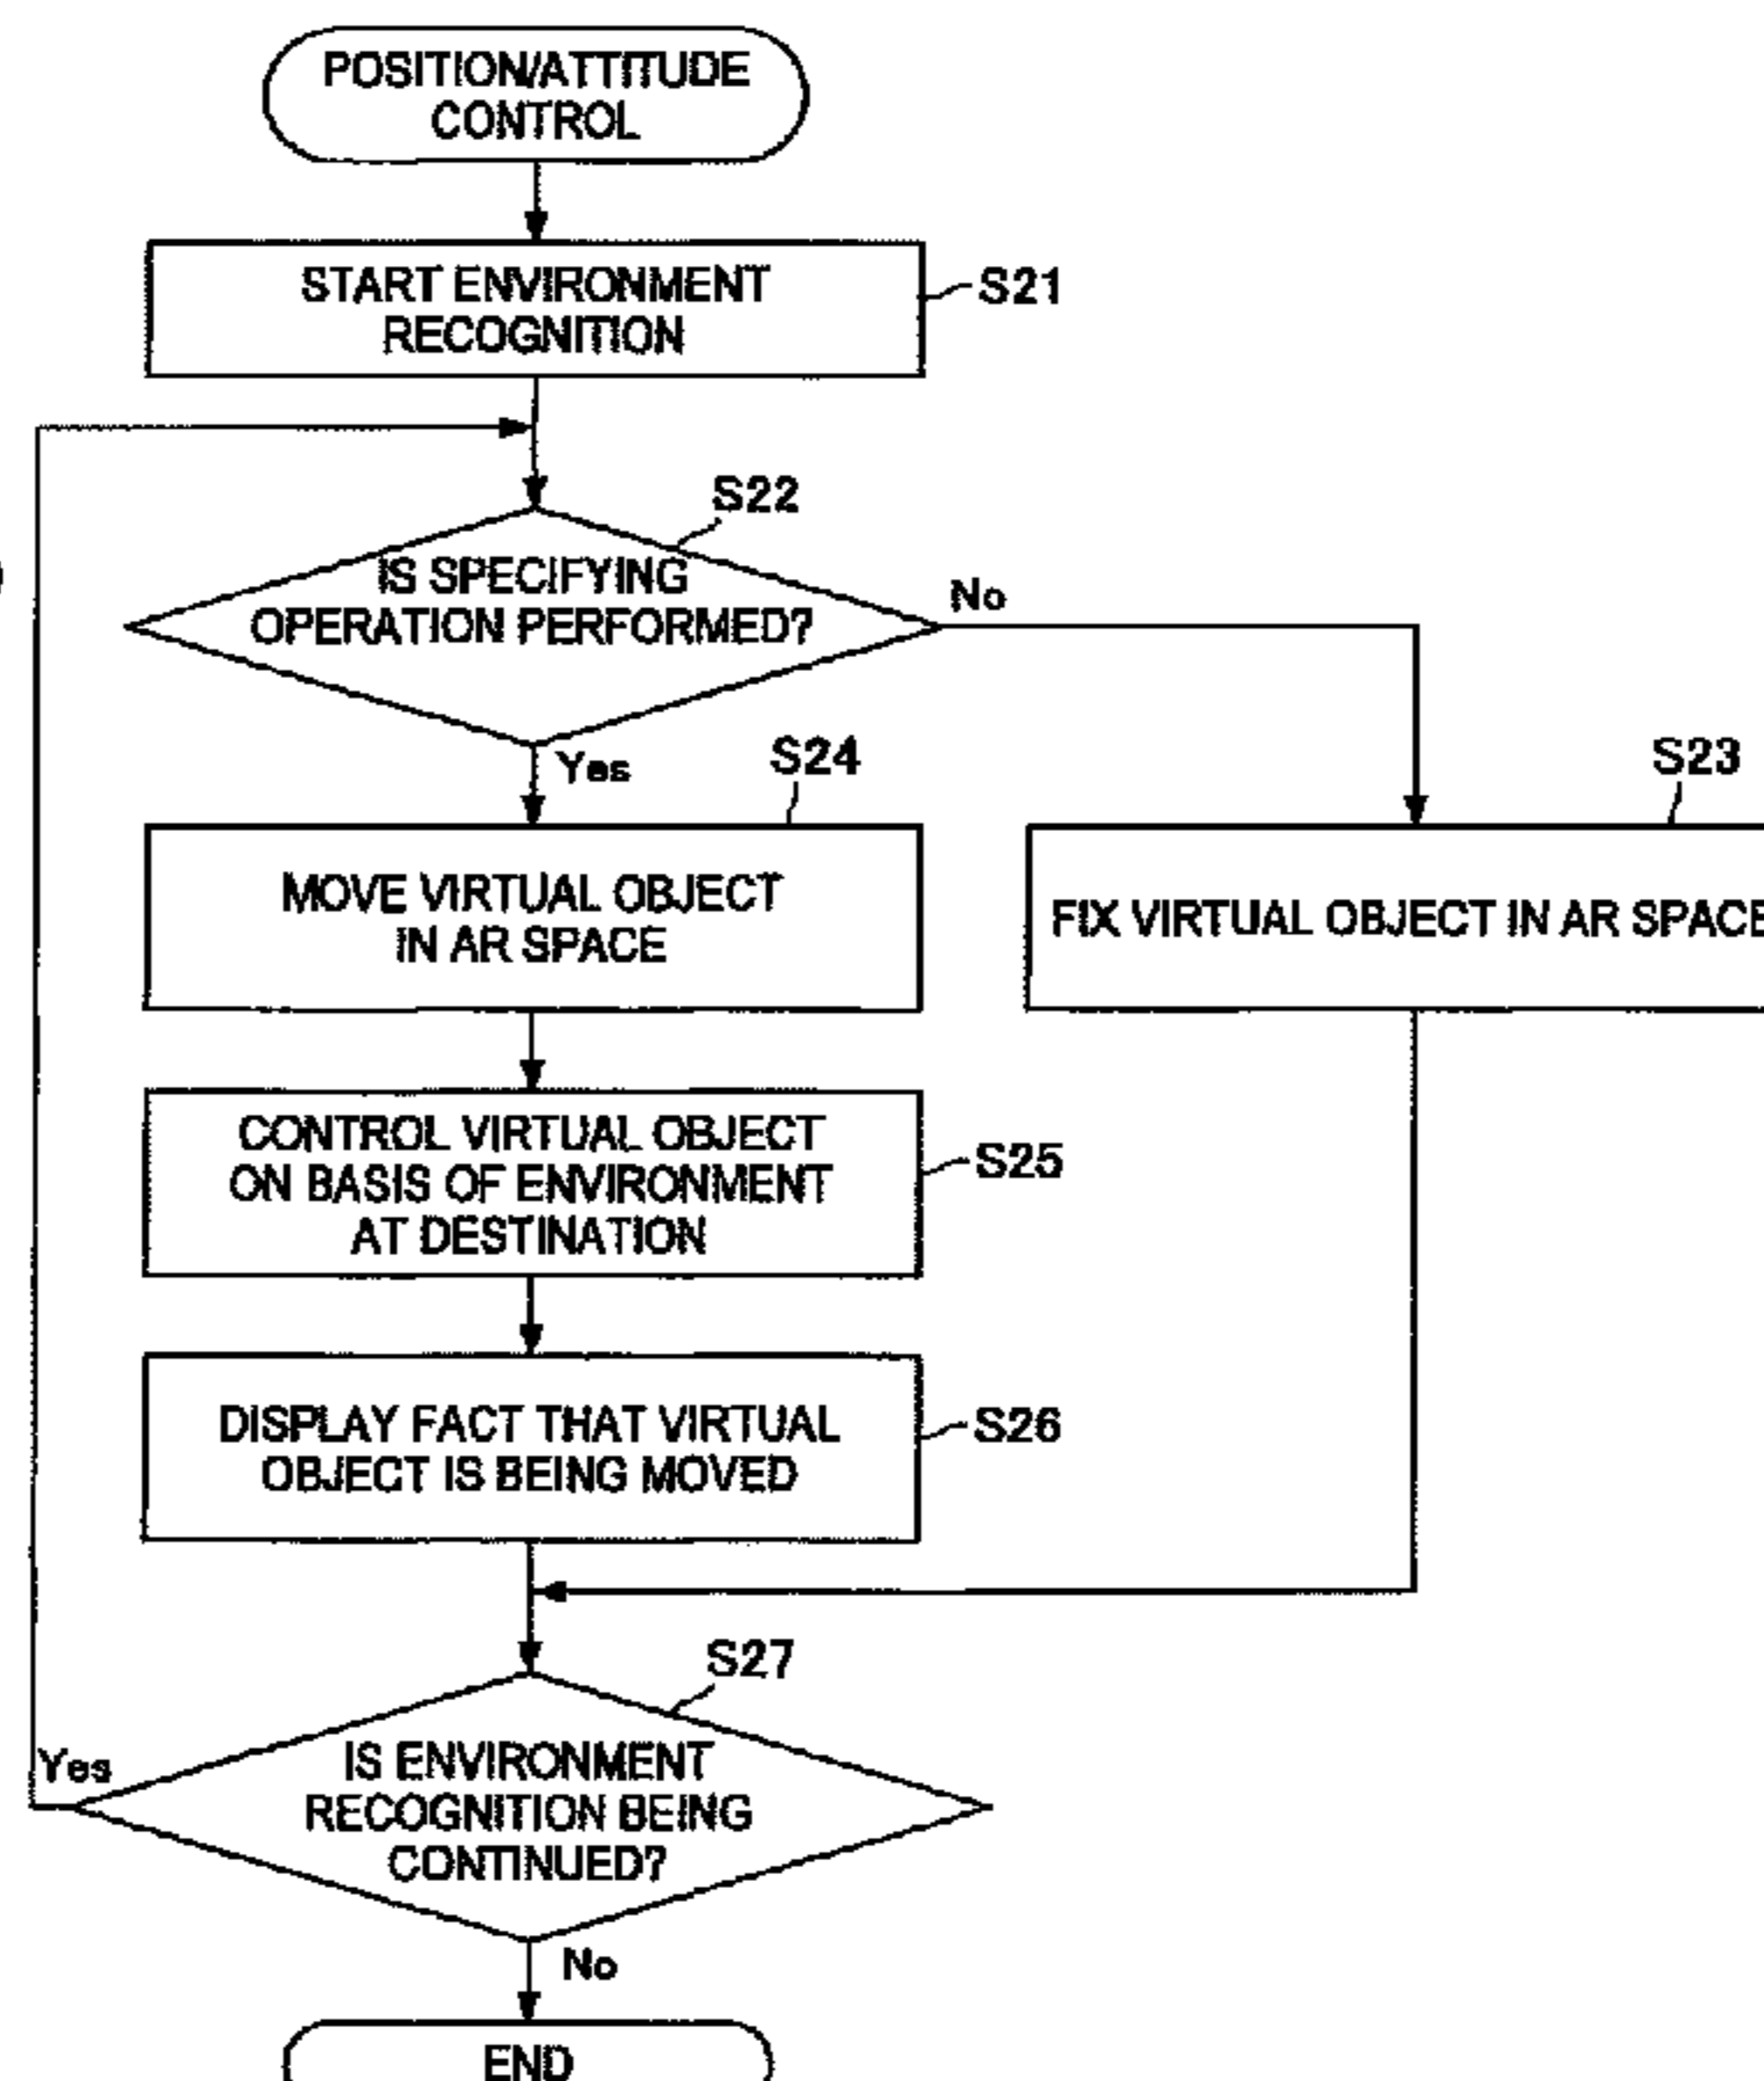 POSITION/ATTITUDE
CONTROL
START ENVIRONMENT
RECOGNITION
S21
S22
IS SPECIFYING
OPERATION PERFORMED?
No
Yes
S24
S23
MOVE VIRTUAL OBJECT
IN AR SPACE
FIX VIRTUAL OBJECT IN AR SPACE
CONTROL VIRTUAL OBJECT
ON BASIS OF ENVIRONMENT
AT DESTINATION
S25
DISPLAY FACT THAT VIRTUAL
OBJECT IS BEING MOVED
S26
S27
Yes
IS ENVIRONMENT
RECOGNITION BEING
CONTINUED?
No
END